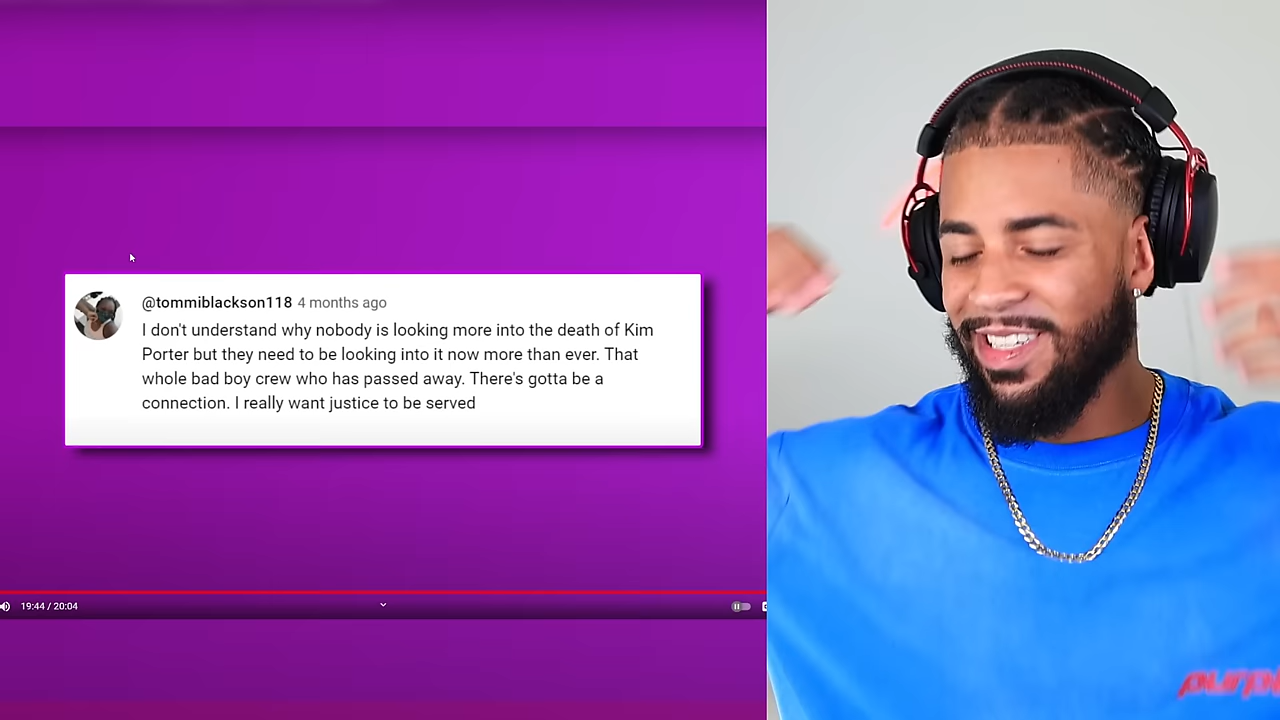 @tommiblackson118 4 months ago
I don't understand why nobody is looking more into the death of Kim
Porter but they need to be looking into it now more than ever. That
whole bad boy crew who has passed away. There's gotta be a
connection. I really want justice to be served
19:44 / 20:04